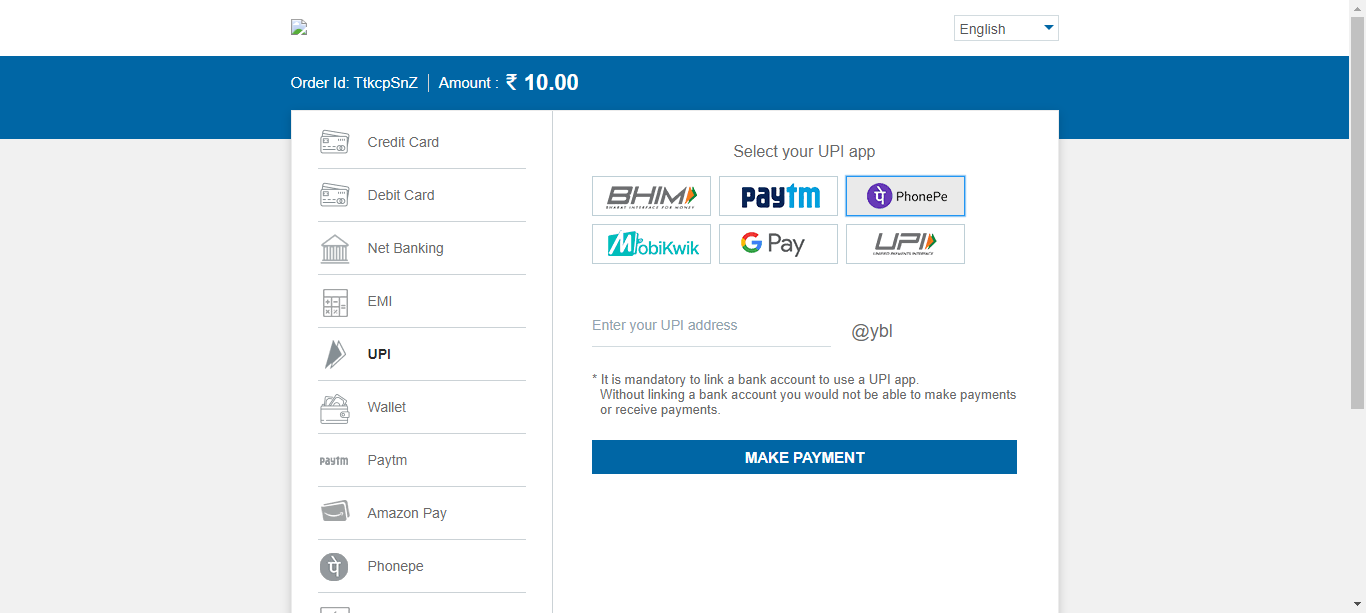 English
Order Id: TtkcpSnZ Amount : ₹ 10.00
Credit Card
Debit Card
Net Banking
EMI
UPI
Wallet
paytm Paytm
Amazon Pay
पे Phonepe
Select your UPI app
BHIM
BHARAT INTERFACE FOR MONEY
paytm
पे PhonePe
MobiKwik
G Pay
UPI
UNIFIED PAYMENTS INTERFACE
Enter your UPI address
@ybl
* It is mandatory to link a bank account to use a UPI app.
Without linking a bank account you would not be able to make payments
or receive payments.
MAKE PAYMENT